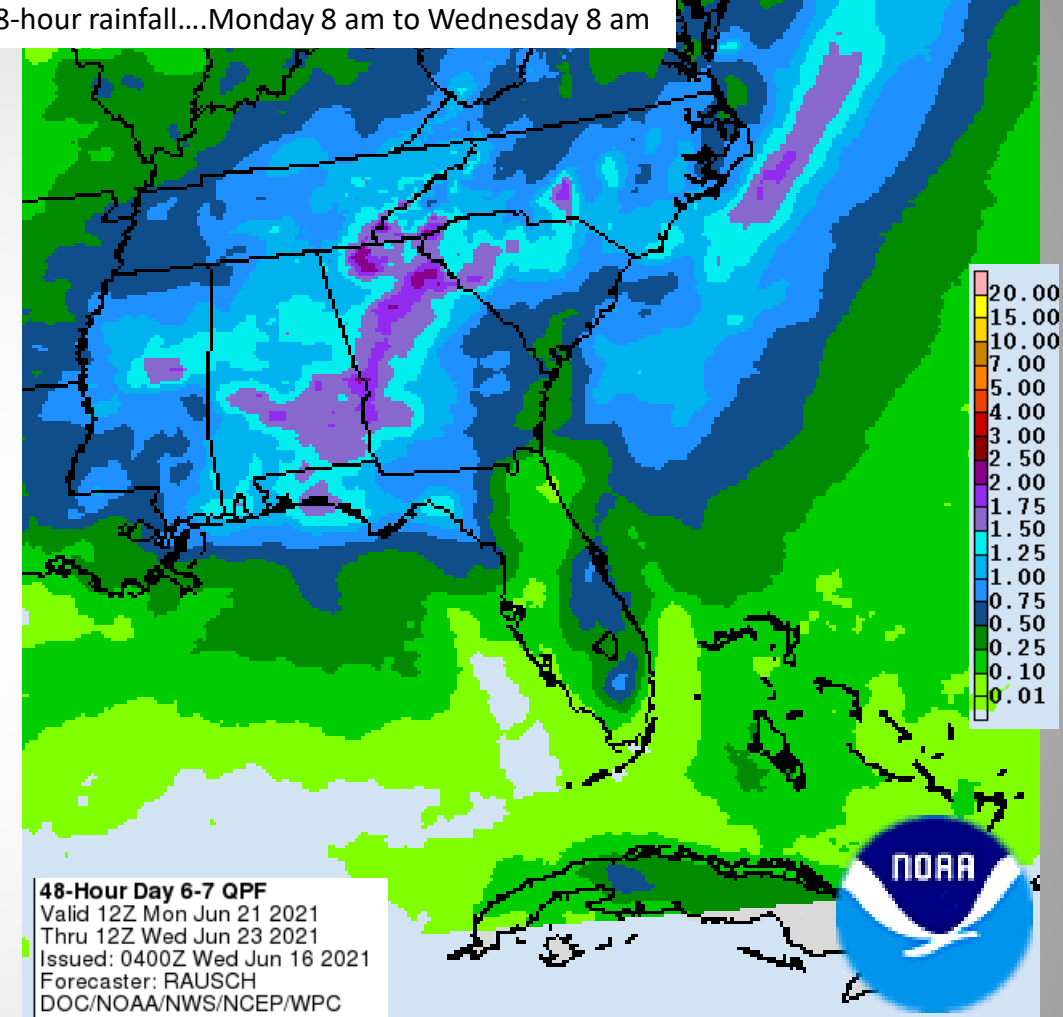 8-hour rainfall....Monday 8 am to Wednesday 8 am
20.00
15.00
10.00
7.00
5.00
4.00
3.00
2.50
2.00
1.75
1.50
1.25
1.00
0.75
0.50
0.25
0.10
0.01
NOAA
48-Hour Day 6-7 QPF
Valid 12Z Mon Jun 21 2021
Thru 12Z Wed Jun 23 2021
Issued: 0400Z Wed Jun 16 2021
Forecaster: RAUSCH
DOC/NOAA/NWS/NCEP/WPC